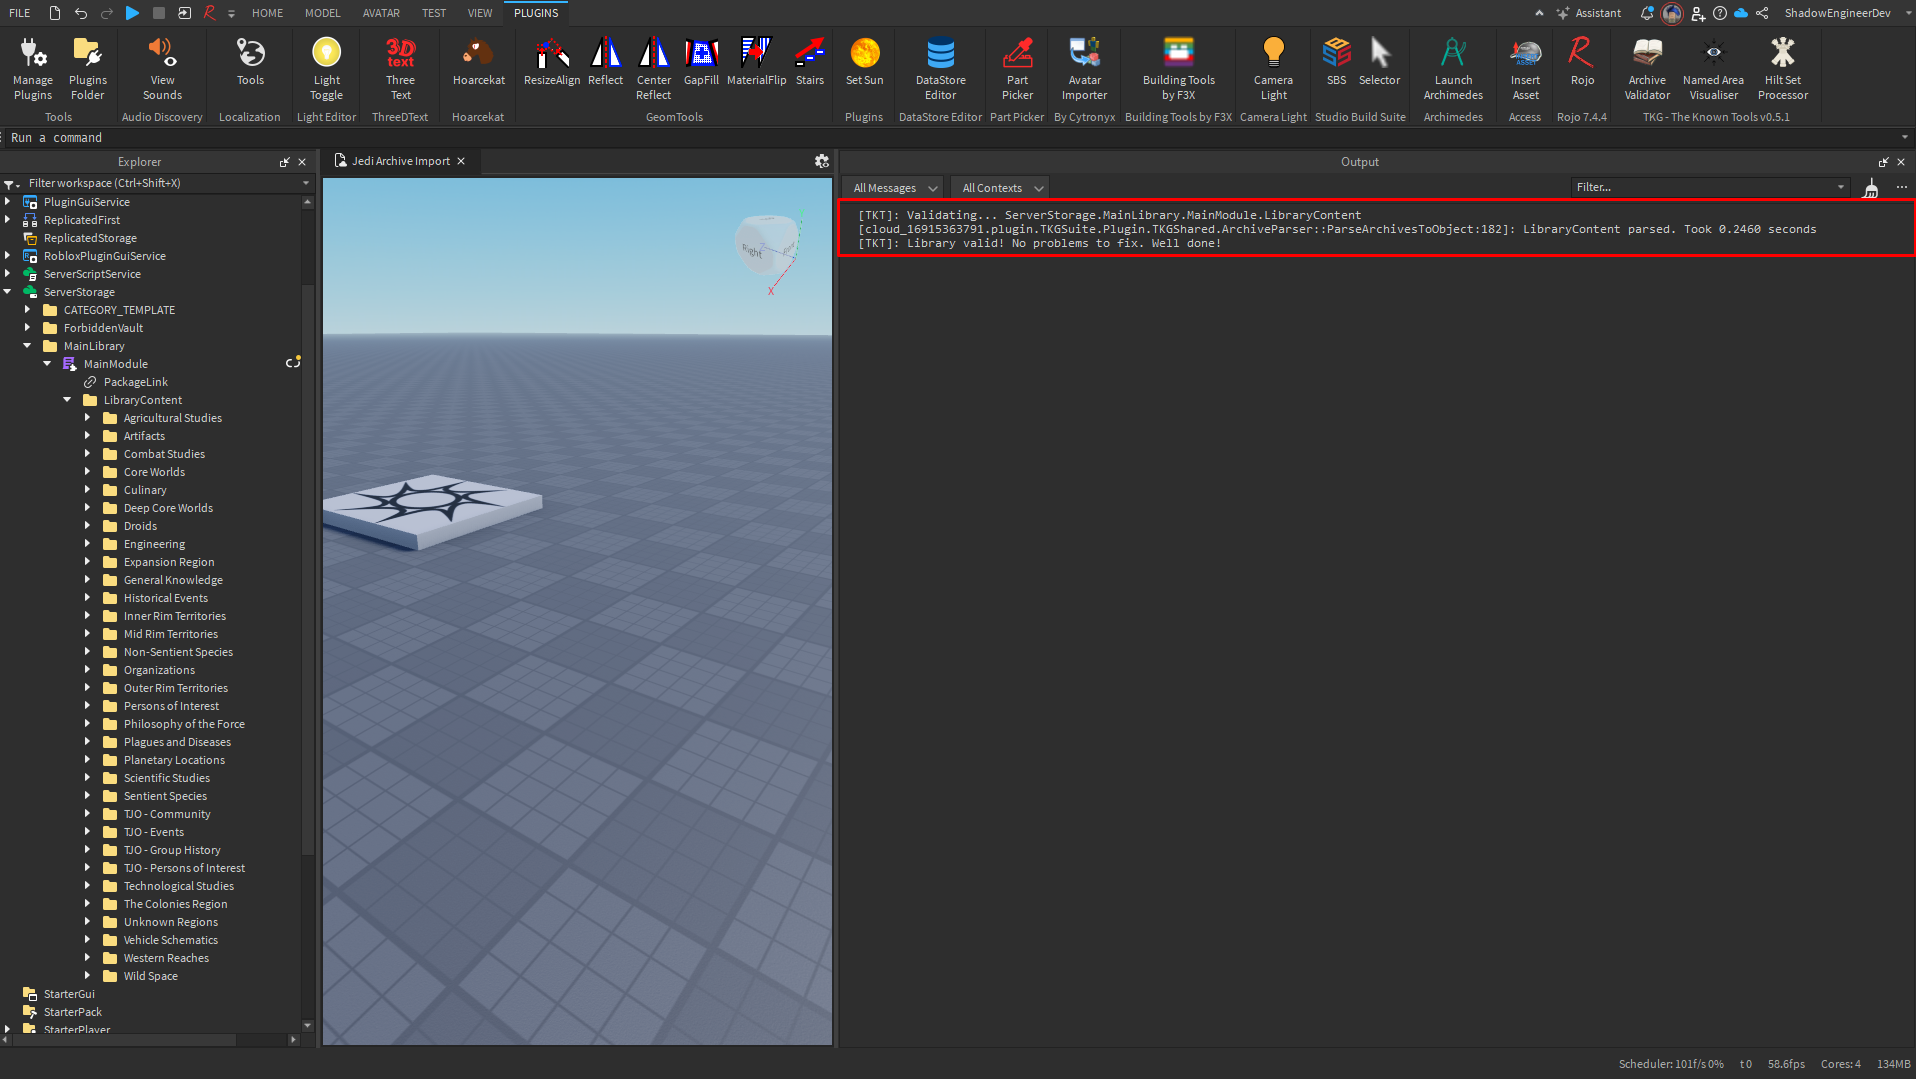 FILE HOME MODEL AVATAR TEST VIEW PLUGINS Assistant ShadowEngineerDev
Manage Plugins
Plugins Folder
Tools
View Sounds
Audio Discovery
Tools
Localization
Light Toggle
Light Editor
3D text
Three Text
ThreeDText
Hoarcekat
Hoarcekat
ResizeAlign Reflect Center Reflect GapFill MaterialFlip Stairs
GeomTools
Set Sun
Plugins
DataStore Editor
DataStore Editor
Part Picker
Part Picker
Avatar Importer
By Cytronyx
Building Tools by F3X
Building Tools by F3X
Camera Light
Camera Light
SBS Selector
Studio Build Suite
Launch Archimedes
Archimedes
ASSET
Insert Asset
Access
Rojo
Rojo 7.4.4
Archive Validator
Named Area Visualiser
Hilt Set Processor
TKG - The Known Tools v0.5.1
Run a command
Explorer
Filter workspace (Ctrl+Shift+X)
PluginGuiService
ReplicatedFirst
ReplicatedStorage
RobloxPluginGuiService
ServerScriptService
ServerStorage
CATEGORY_TEMPLATE
ForbiddenVault
MainLibrary
MainModule
PackageLink
LibraryContent
Agricultural Studies
Artifacts
Combat Studies
Core Worlds
Culinary
Deep Core Worlds
Droids
Engineering
Expansion Region
General Knowledge
Historical Events
Inner Rim Territories
Mid Rim Territories
Non-Sentient Species
Organizations
Outer Rim Territories
Persons of Interest
Philosophy of the Force
Plagues and Diseases
Planetary Locations
Scientific Studies
Sentient Species
TJO - Community
TJO - Events
TJO - Group History
TJO - Persons of Interest
Technological Studies
The Colonies Region
Unknown Regions
Vehicle Schematics
Western Reaches
Wild Space
StarterGui
StarterPack
StarterPlayer
Jedi Archive Import
Right
X
Z
Output
All Messages All Contexts Filter...
[TKT]: Validating... ServerStorage.MainLibrary.MainModule.LibraryContent
[cloud_16915363791.plugin.TKGSuite.Plugin.TKGShared.ArchiveParser::ParseArchivesToObject:182]: LibraryContent parsed. Took 0.2460 seconds
[TKT]: Library valid! No problems to fix. Well done!
Scheduler: 101f/s 0% t 0 58.6fps Cores: 4 134MB